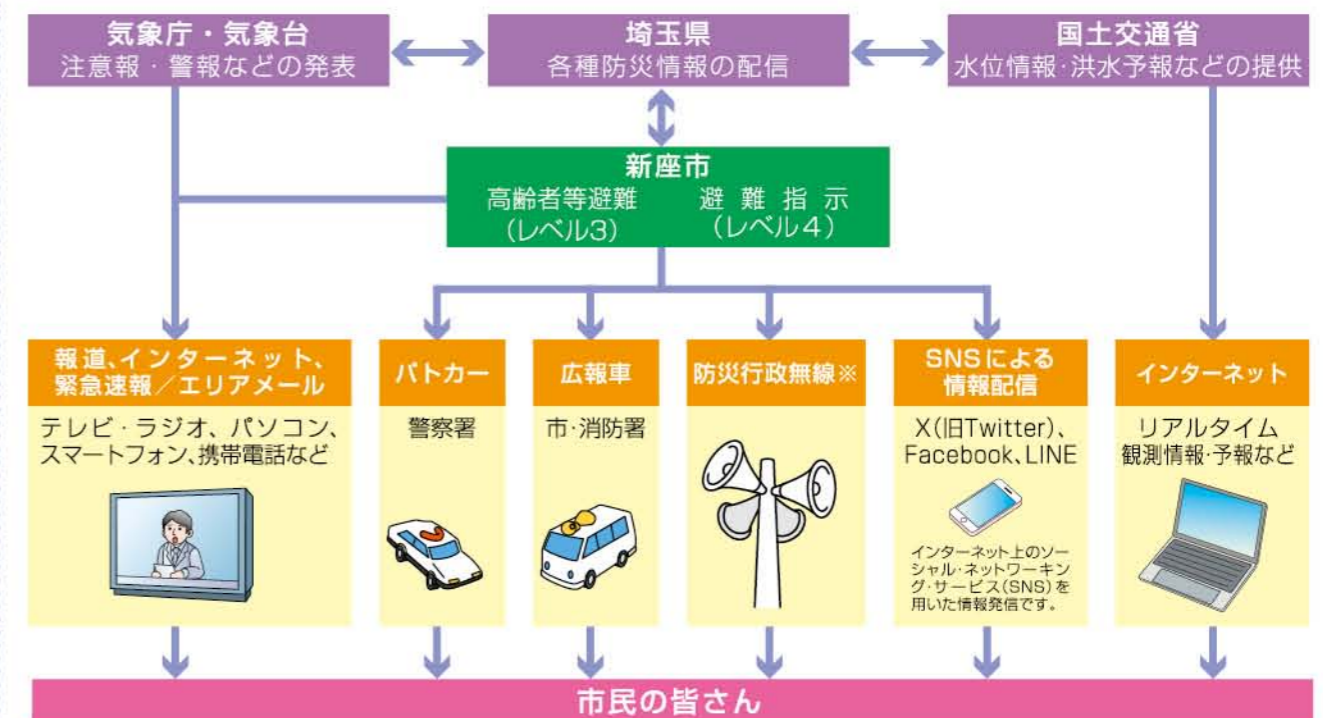 気象庁・気象台
注意報・警報などの発表
埼玉県
各種防災情報の配信
国土交通省
水位情報・洪水予報などの提供
新座市
高齢者等避難
(レベル3)
避難指示
(レベル4)
報道、インターネット、
緊急速報／エリアメール
テレビ・ラジオ、パソコン、
スマートフォン、携帯電話など
パトカー
警察署
広報車
市・消防署
防災行政無線※
SNSによる
情報配信
X(旧Twitter)、
Facebook、LINE
インターネット上のソー
シャル・ネットワーキン
グ・サービス(SNS)を
用いた情報発信です。
インターネット
リアルタイム
観測情報・予報など
市民の皆さん